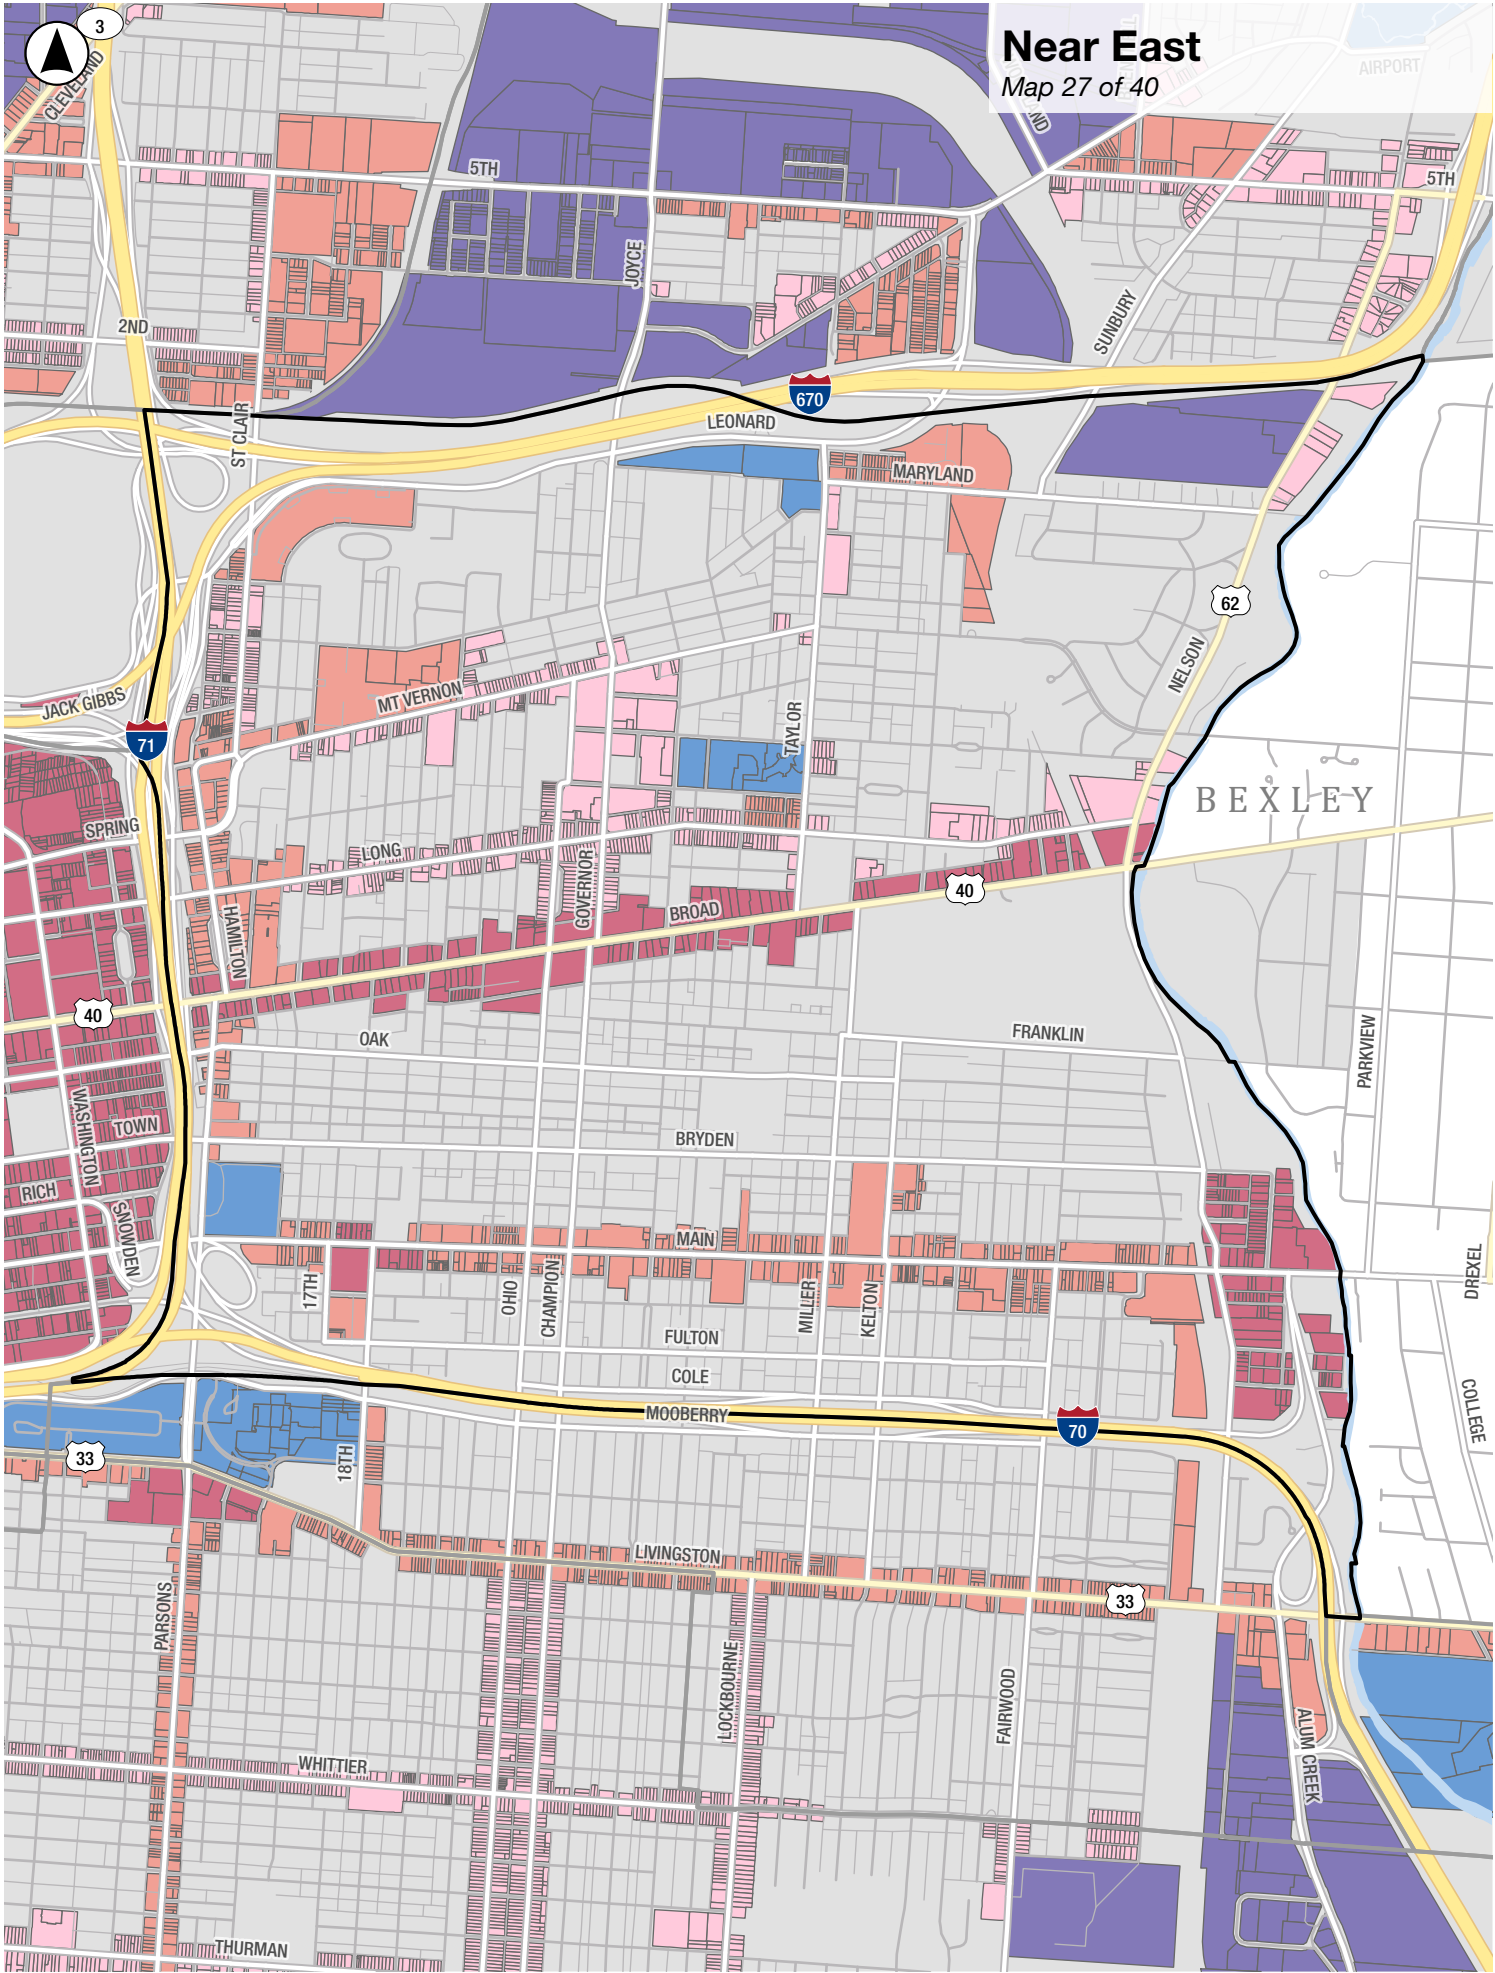 Near East
Map 27 of 40
3
CLEVELAND
AIRPORT
5TH
5TH
JOYCE
2ND
SUNBURY
670
LEONARD
ST CLAIR
MARYLAND
62
NELSON
JACK GIBBS
MT VERNON
TAYLOR
71
BEXLEY
SPRING
LONG
GOVERNOR
40
BROAD
HAMILTON
40
OAK
FRANKLIN
PARKVIEW
WASHINGTON
TOWN
BRYDEN
RICH
SNOWDEN
MAIN
DREXEL
17TH
OHIO
CHAMPION
MILLER
KELTON
FULTON
COLE
MOOBERRY
70
COLLEGE
33
18TH
LIVINGSTON
33
PARSONS
LOCKBOURNE
FAIRWOOD
ALUM CREEK
WHITTIER
THURMAN